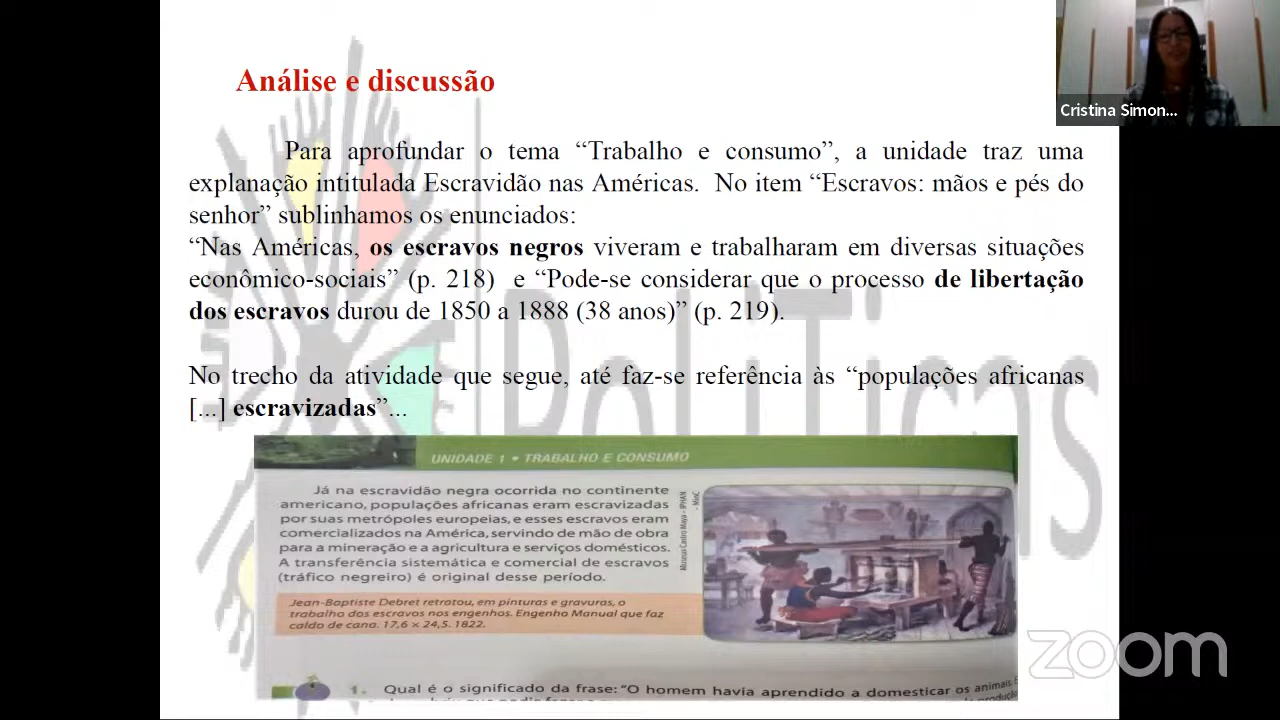 Análise e discussão
Cristina Simon...
Para aprofundar o tema “Trabalho e consumo”, a unidade traz uma
explanação intitulada Escravidão nas Américas. No item “Escravos: mãos e pés do
senhor” sublinhamos os enunciados:
“Nas Américas, os escravos negros viveram e trabalharam em diversas situações
econômico-sociais” (p. 218) e “Pode-se considerar que o processo de libertação
dos escravos durou de 1850 a 1888 (38 anos)” (p. 219).
No trecho da atividade que segue, até faz-se referência às “populações africanas
[...] escravizadas”...
UNIDADE 1 • TRABALHO E CONSUMO
Já na escravidão negra ocorrida no continente
americano, populações africanas eram escravizadas
por suas metrópoles europeias, e esses escravos eram
comercializados na América, servindo de mão de obra
para a mineração e a agricultura e serviços domésticos.
A transferência sistemática e comercial de escravos
(tráfico negreiro) é original desse período.
Museus Castro Maya - IPHAN
- MinC
Jean-Baptiste Debret retratou, em pinturas e gravuras, o
trabalho dos escravos nos engenhos. Engenho Manual que faz
caldo de cana. 17,6 × 24,5. 1822.
1. Qual é o significado da frase: “O homem havia aprendido a domesticar os animais.
PoliTicas
zoom